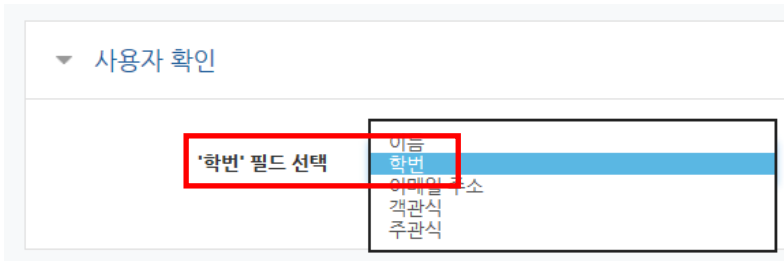 사용자 확인
'학번' 필드 선택
이름
학번
이메일 주소
객관식
주관식